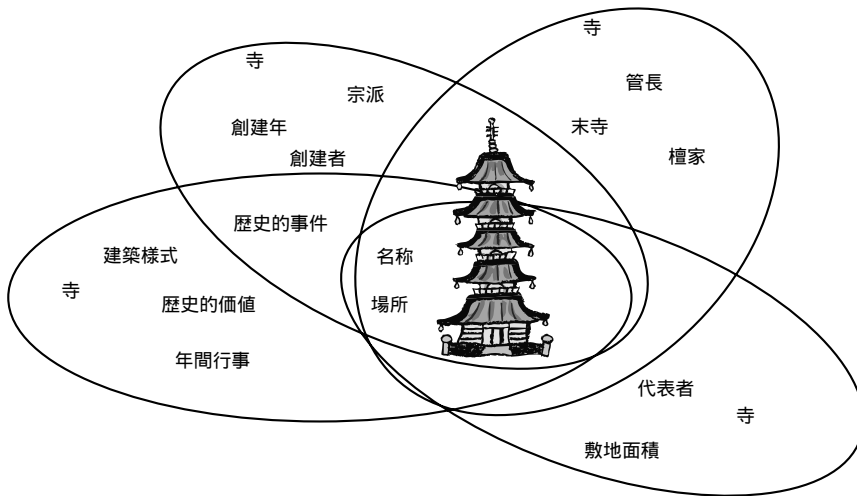 寺
寺
管長
宗派
創建年
末寺
創建者
檀家
歴史的事件
建築様式
名称
寺
歴史的価値
場所
年間行事
代表者
寺
敷地面積